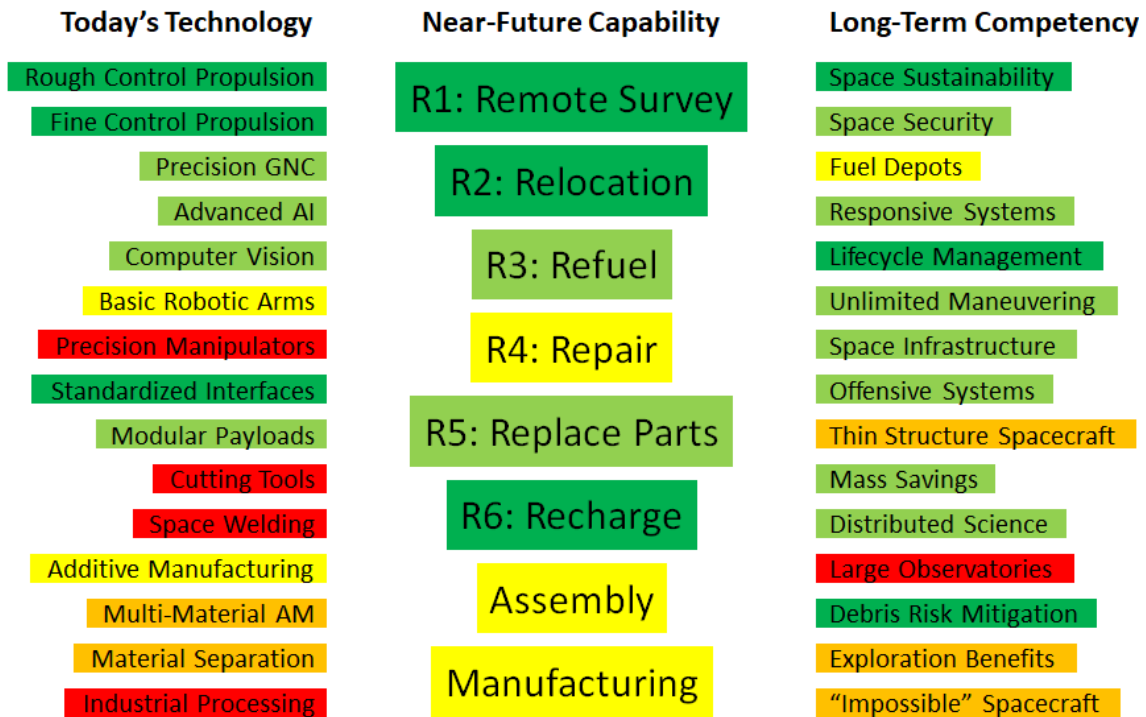 Today's Technology
Rough Control Propulsion
Fine Control Propulsion
Precision GNC
Advanced AI
Computer Vision
Basic Robotic Arms
Precision Manipulators
Standardized Interfaces
Modular Payloads
Cutting Tools
Space Welding
Additive Manufacturing
Multi-Material AM
Material Separation
Industrial Processing
Near-Future Capability
R1: Remote Survey
R2: Relocation
R3: Refuel
R4: Repair
R5: Replace Parts
R6: Recharge
Assembly
Manufacturing
Long-Term Competency
Space Sustainability
Space Security
Fuel Depots
Responsive Systems
Lifecycle Management
Unlimited Maneuvering
Space Infrastructure
Offensive Systems
Thin Structure Spacecraft
Mass Savings
Distributed Science
Large Observatories
Debris Risk Mitigation
Exploration Benefits
“Impossible” Spacecraft